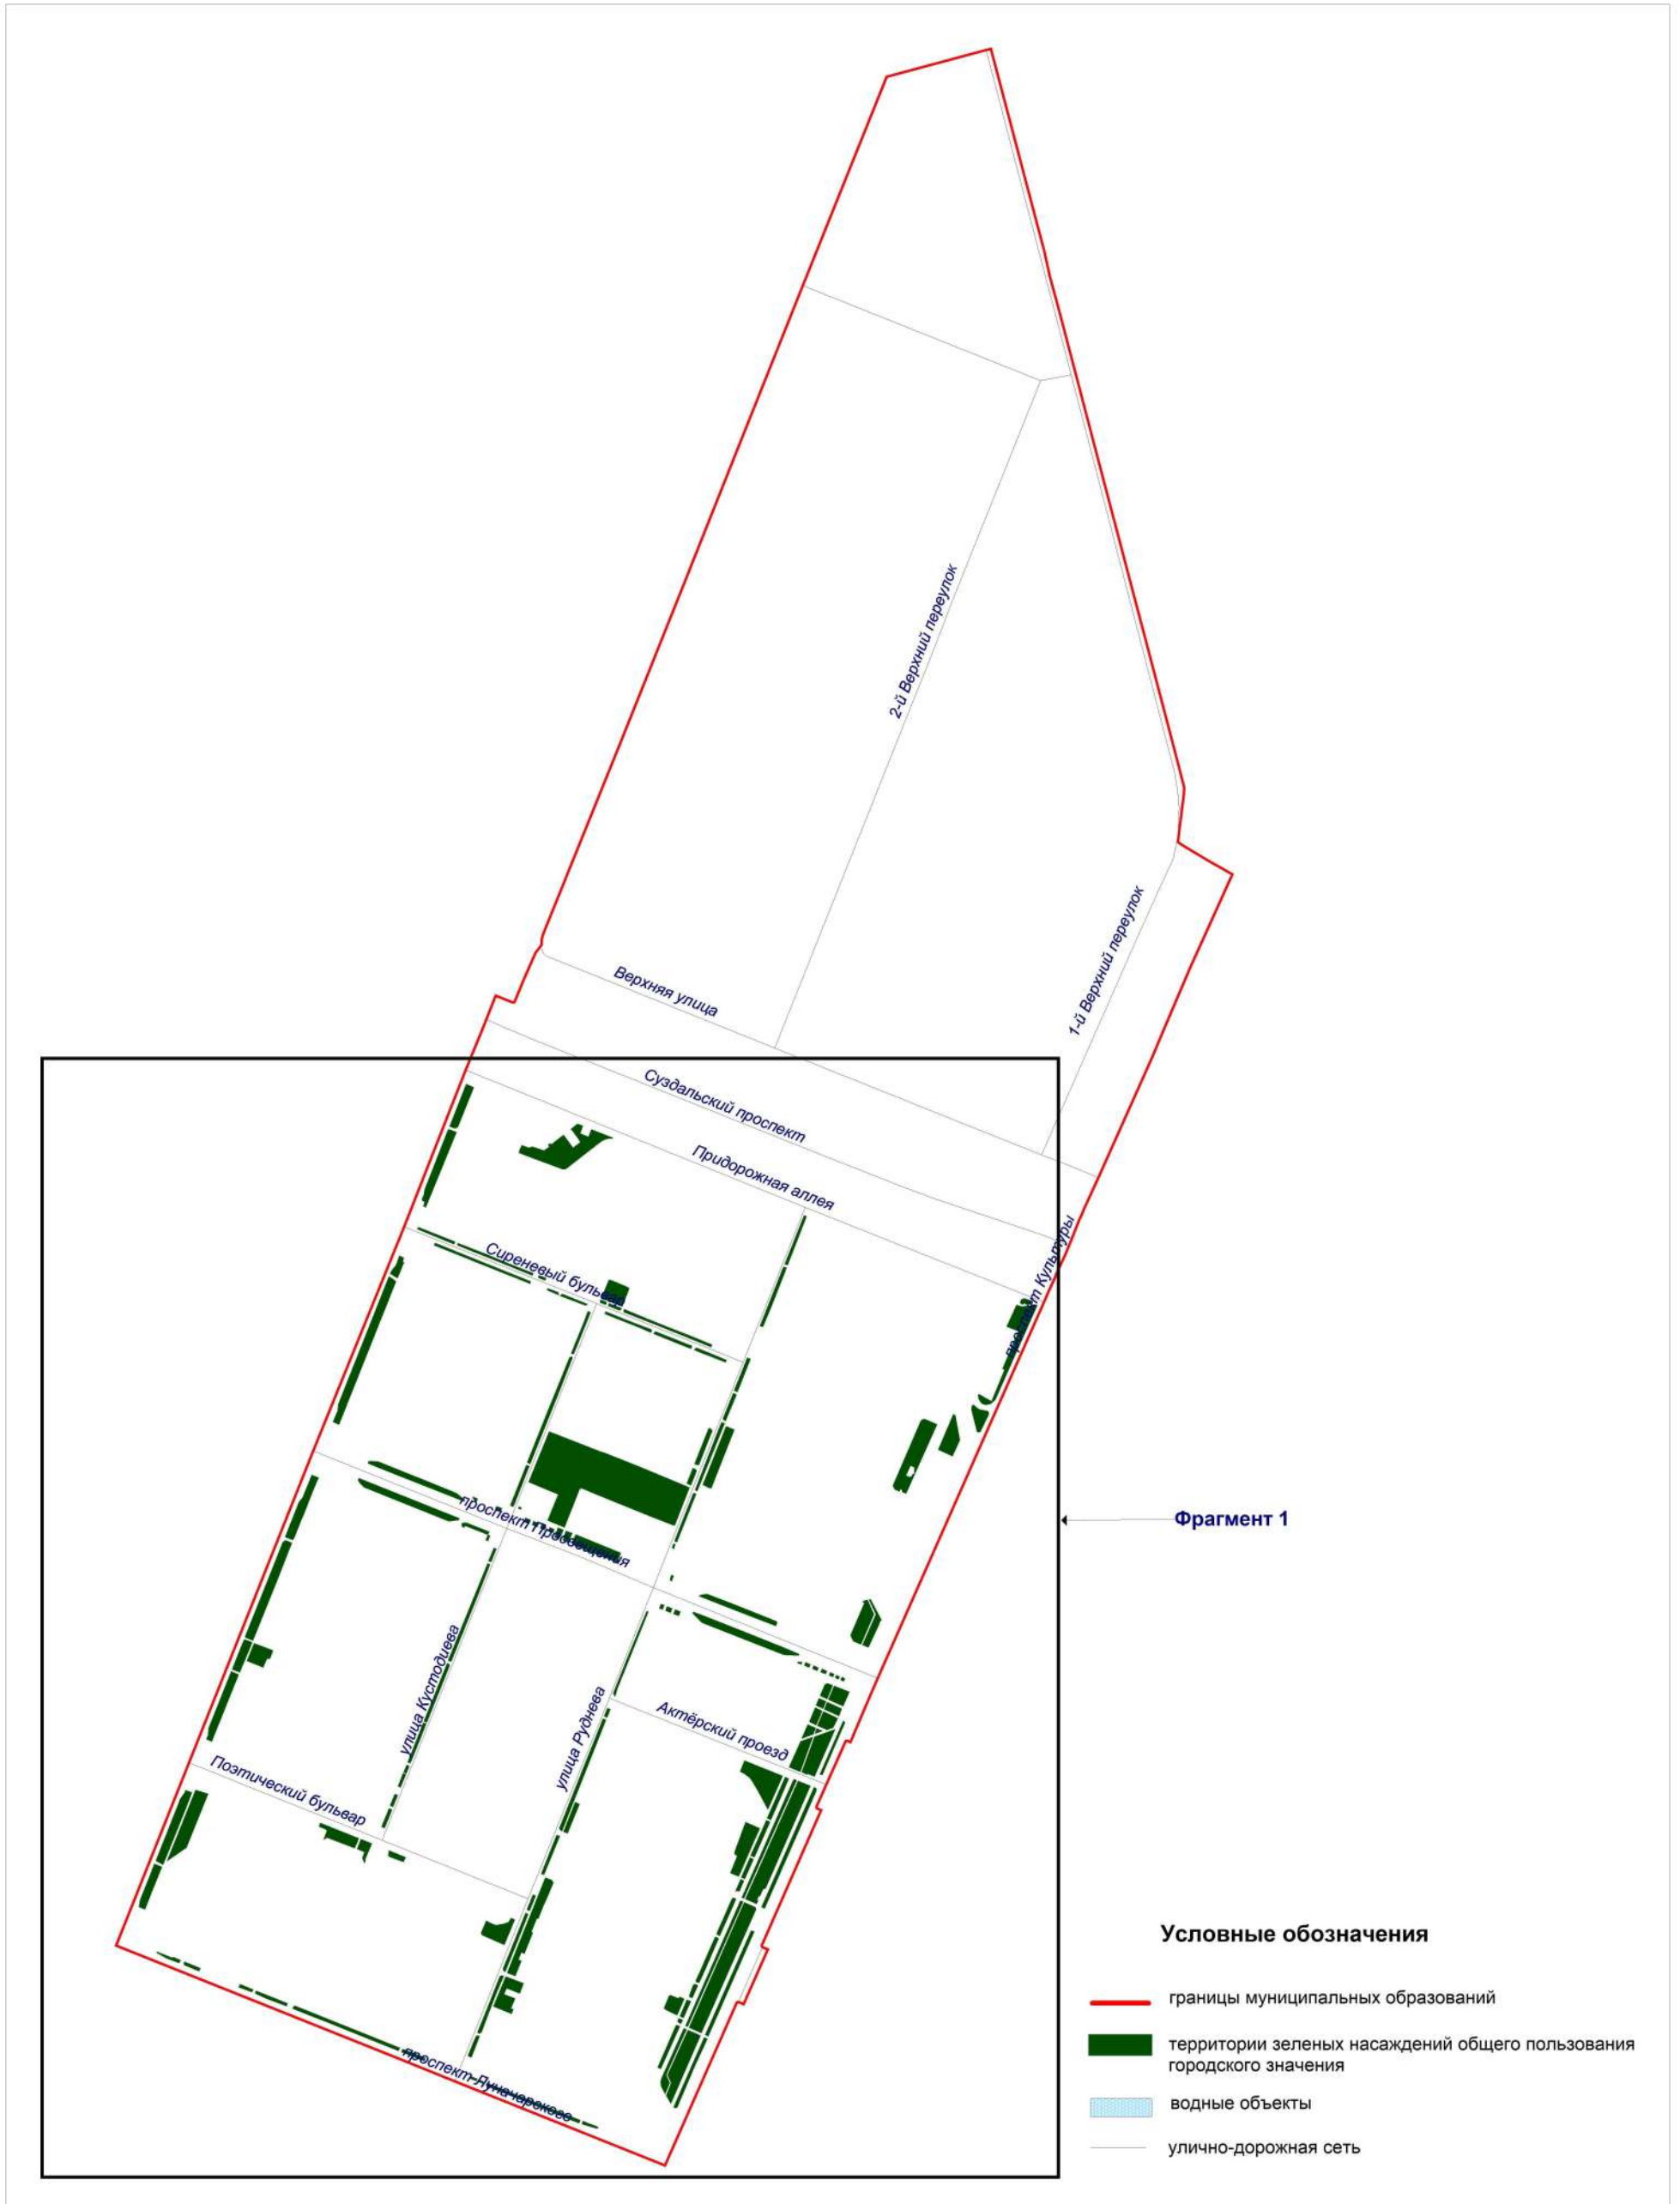 2-й Верхний переулок
1-й Верхний переулок
Верхняя улица
Суздальский проспект
Придорожная аллея
проспект Культуры
Сиреневый бульвар
проспект Просвещения
Фрагмент 1
улица Кустодиева
улица Руднева
Актёрский проезд
Поэтический бульвар
проспект Луначарского
Условные обозначения
границы муниципальных образований
территории зеленых насаждений общего пользования
городского значения
водные объекты
улично-дорожная сеть